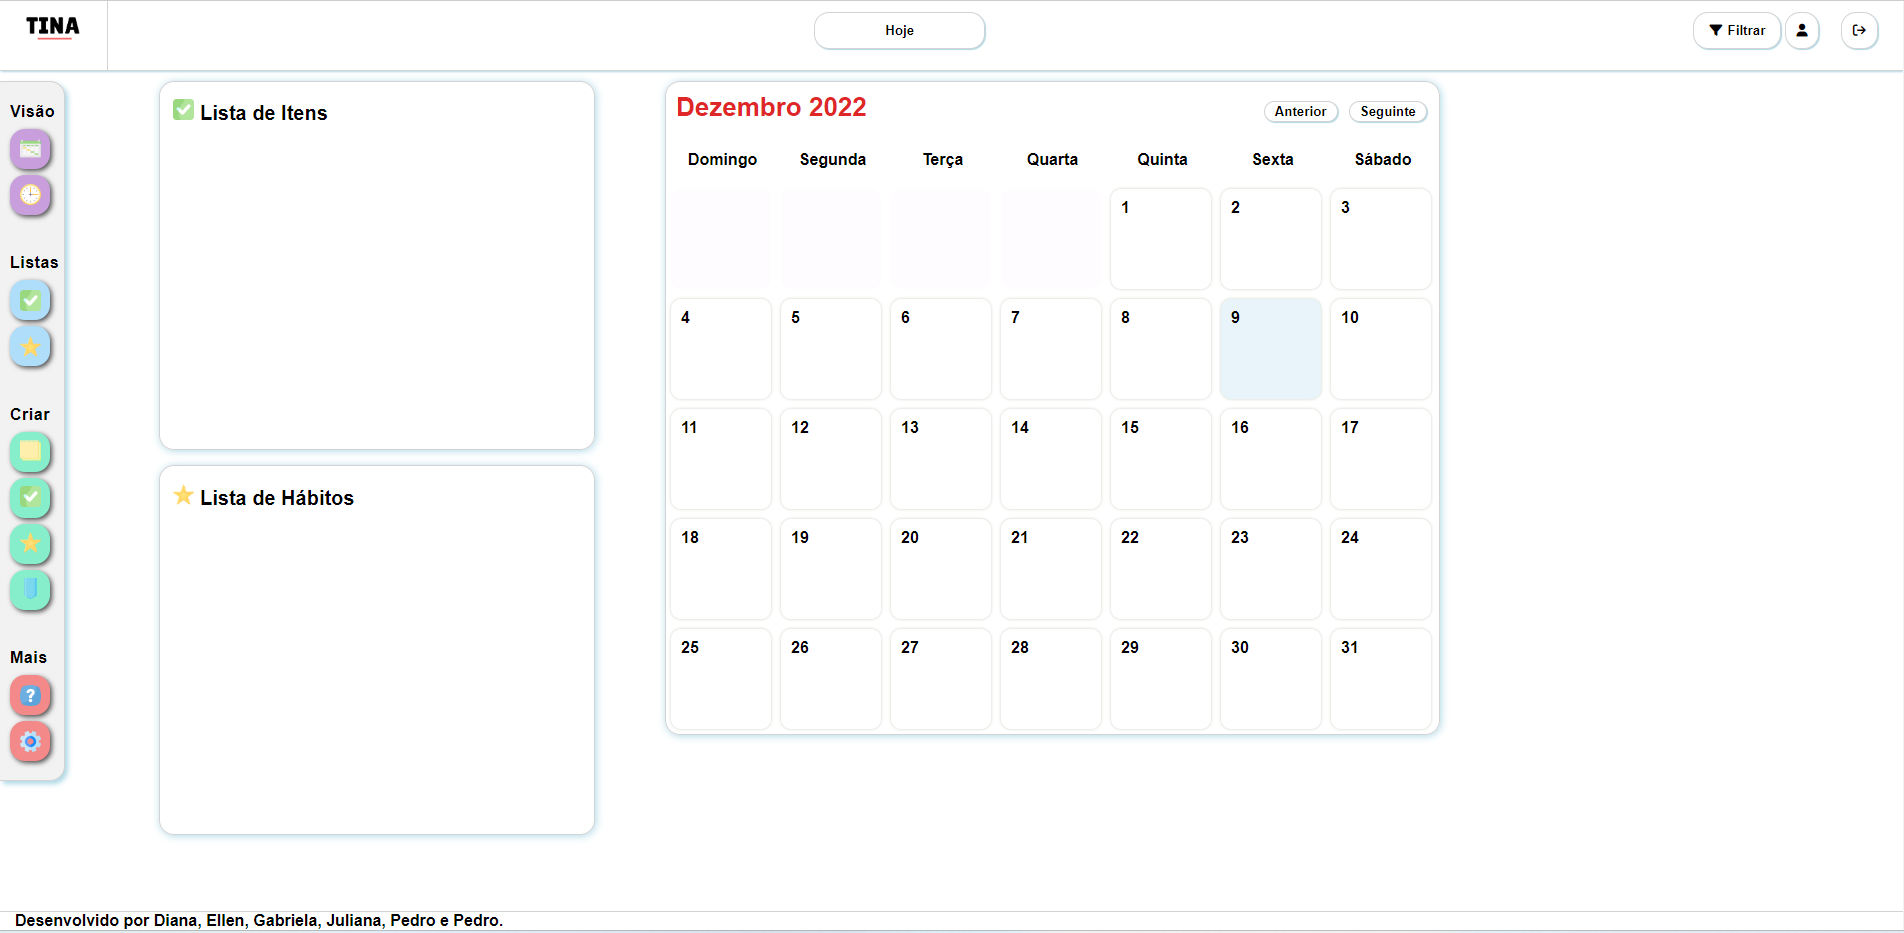 TINA
Hoje
Filtrar
Visão
Listas
Criar
Mais
?
Lista de Itens
Lista de Hábitos
Dezembro 2022
Anterior Seguinte
Domingo Segunda Terça Quarta Quinta Sexta Sábado
1 2 3
4 5 6 7 8 9 10
11 12 13 14 15 16 17
18 19 20 21 22 23 24
25 26 27 28 29 30 31
Desenvolvido por Diana, Ellen, Gabriela, Juliana, Pedro e Pedro.